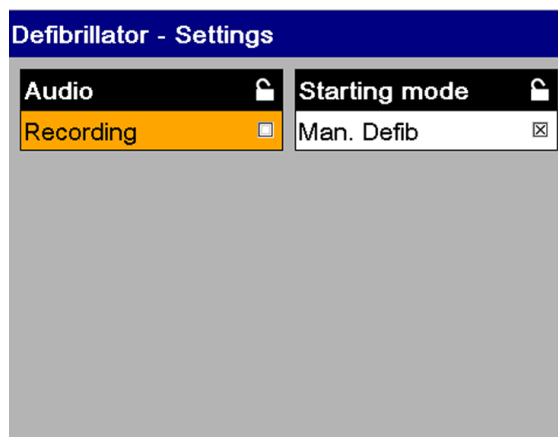 Defibrillator - Settings
Audio
Recording
Starting mode
Man. Defib